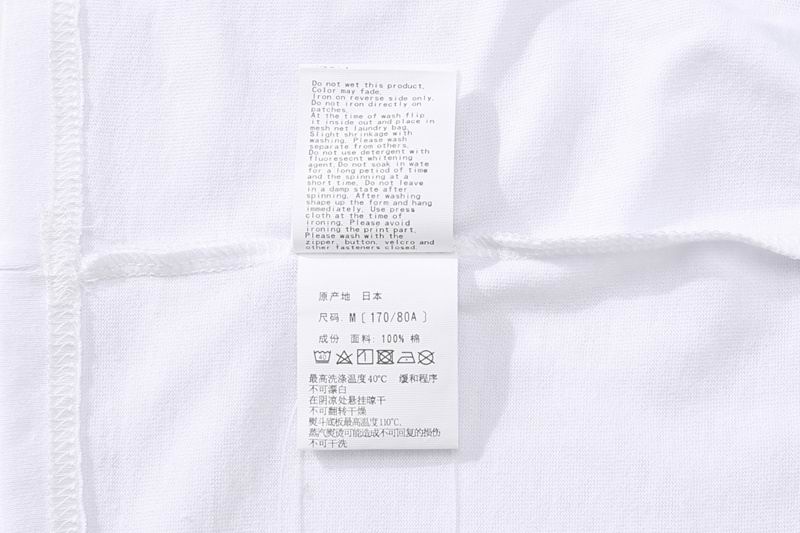 Do not wet this product.
Color may fade.
Iron on reverse side only.
Do not iron directly on
patches.
At the time of wash flip
it inside out and place in
mesh net laundry bag.
Slight shrinkage with
washing. Please wash
separate from others.
Do not use detergent with
fluoresecnt whitening
agent. Do not soak in wate
for a long petiod of time
and the spinning at a
short time. Do not leave
in a damp state after
spinning. After washing
shape up the form and hang
immediately. Use press
cloth at the time of
ironing. Please avoid
ironing the print part.
Please wash with the
zipper, button, velcro and
other fasteners closed.
原产地 日本
尺码: M〔170/80A〕
成份 面料: 100% 棉
40
最高洗涤温度40℃ 缓和程序
不可漂白
在阴凉处悬挂晾干
不可翻转干燥
熨斗底板最高温度110℃.
蒸汽熨烫可能造成不可回复的损伤
不可干洗